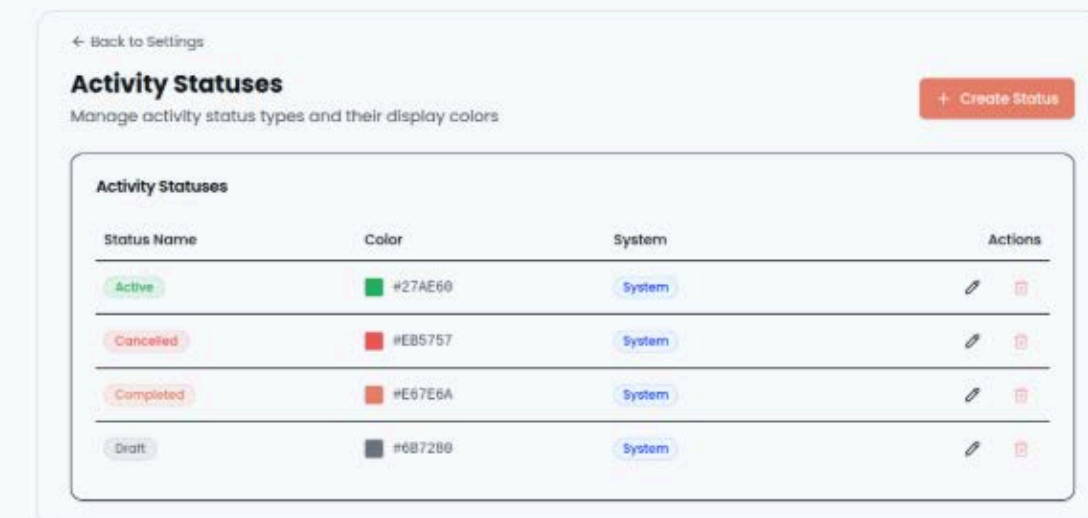 ← Back to Settings
Activity Statuses
Manage activity status types and their display colors
+ Create Status
Activity Statuses
Status Name Color System Actions
Active #27AE60 System
Cancelled #EB5757 System
Completed #E67E6A System
Draft #6B7280 System